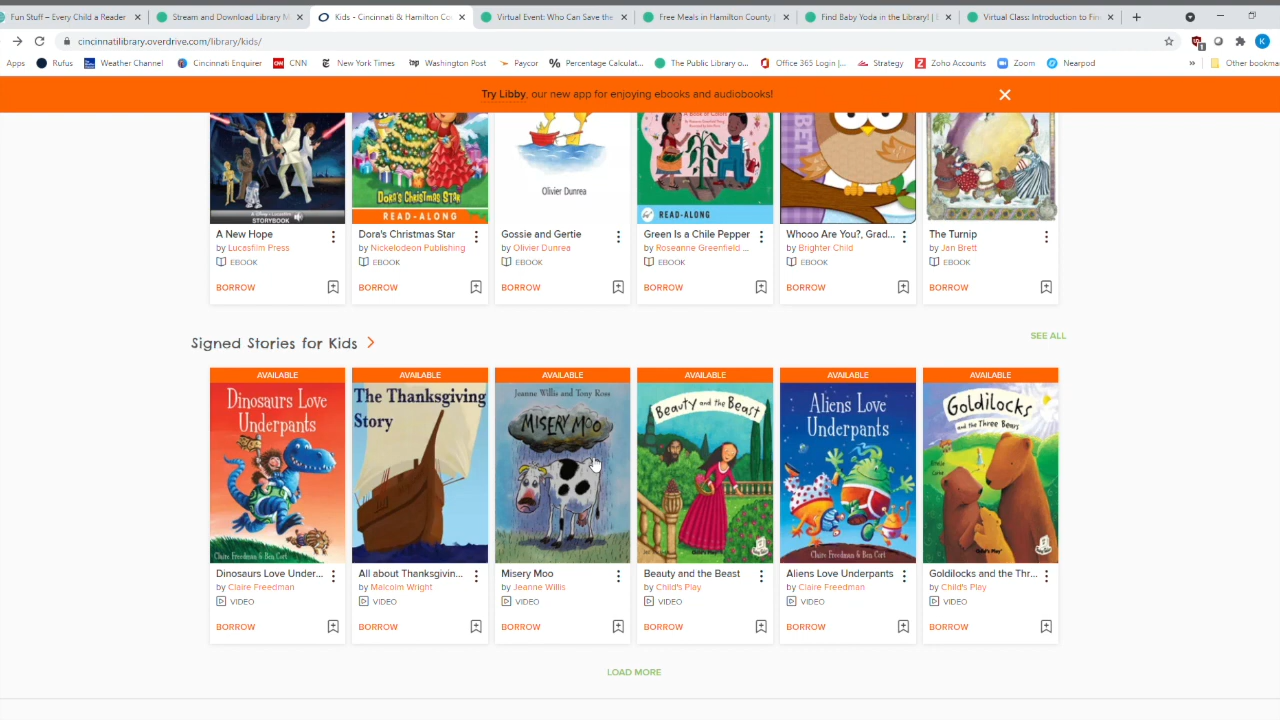 Fun Stuff – Every Child a Reader
Stream and Download Library M
Kids - Cincinnati & Hamilton Co
Virtual Event: Who Can Save the
Free Meals in Hamilton County
Find Baby Yoda in the Library! |
Virtual Class: Introduction to Fin
cincinnatilibrary.overdrive.com/library/kids/
1
K
Apps
Rufus
Weather Channel
Cincinnati Enquirer
CNN
New York Times
Washington Post
Paycor
Percentage Calculat...
The Public Library o...
Office 365 Login |...
Strategy
Zoho Accounts
Zoom
Nearpod
»
Other bookma
Try Libby, our new app for enjoying ebooks and audiobooks!
STORYBOOK
DORA'S CHRISTMAS STAR
READ-ALONG
Olivier Dunrea
READ-ALONG
A New Hope
by Lucasfilm Press
EBOOK
BORROW
Dora's Christmas Star
by Nickelodeon Publishing
EBOOK
BORROW
Gossie and Gertie
by Olivier Dunrea
EBOOK
BORROW
Green Is a Chile Pepper
by Roseanne Greenfield ...
EBOOK
BORROW
Whooo Are You?, Grad...
by Brighter Child
EBOOK
BORROW
The Turnip
by Jan Brett
EBOOK
BORROW
Signed Stories for Kids
SEE ALL
AVAILABLE
Dinosaurs Love
Underpants
Claire Freedman & Ben Cort
Dinosaurs Love Under...
by Claire Freedman
VIDEO
BORROW
AVAILABLE
The Thanksgiving
Story
All about Thanksgivin...
by Malcolm Wright
VIDEO
BORROW
AVAILABLE
Jeanne Willis and Tony Ross
MISERY MOO
Misery Moo
by Jeanne Willis
VIDEO
BORROW
AVAILABLE
Beauty and the Beast
Beauty and the Beast
by Child's Play
VIDEO
BORROW
AVAILABLE
Aliens Love
Underpants
Claire Freedman & Ben Cort
Aliens Love Underpants
by Claire Freedman
VIDEO
BORROW
AVAILABLE
Goldilocks
and the Three Bears
Child's Play
Goldilocks and the Thr...
by Child's Play
VIDEO
BORROW
LOAD MORE